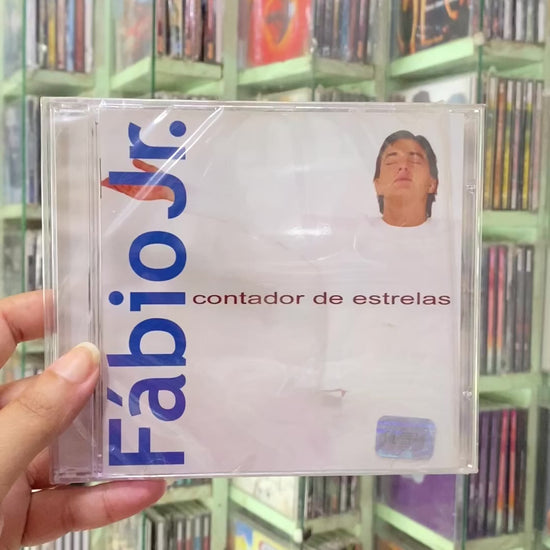 Fábio Jr.
contador de estrelas